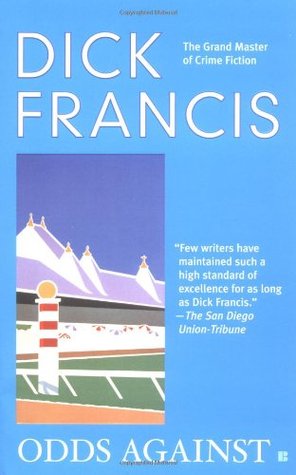 DICK
The Grand Master
of Crime Fiction
FRANCIS
“Few writers have
maintained such a
high standard of
excellence for as long
as Dick Francis.”
—The San Diego
Union-Tribune
ODDS AGAINST
B